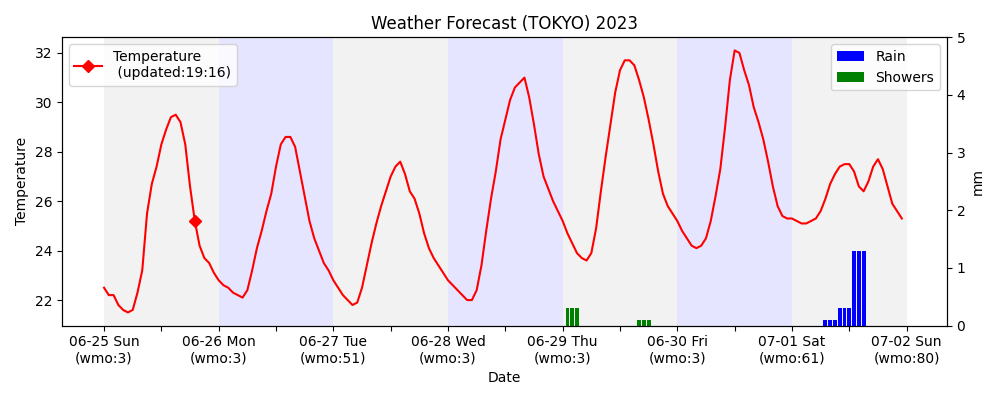 Weather Forecast (TOKYO) 2023
Temperature
(updated:19:16)
Rain
Showers
32
30
28
26
24
22
Temperature
5
4
3
2
1
0
mm
06-25 Sun
(wmo:3)
06-26 Mon
(wmo:3)
06-27 Tue
(wmo:51)
06-28 Wed
(wmo:3)
06-29 Thu
(wmo:3)
06-30 Fri
(wmo:3)
07-01 Sat
(wmo:61)
07-02 Sun
(wmo:80)
Date